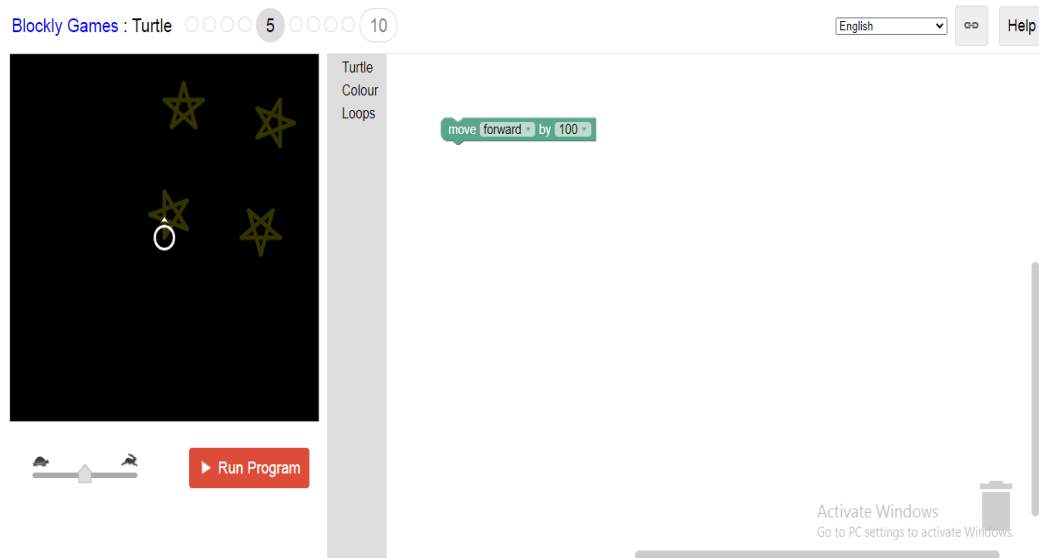 Blockly Games : Turtle 5 10 English Help
Turtle
Colour
Loops
move forward by 100
Run Program
Activate Windows
Go to PC settings to activate Windows.